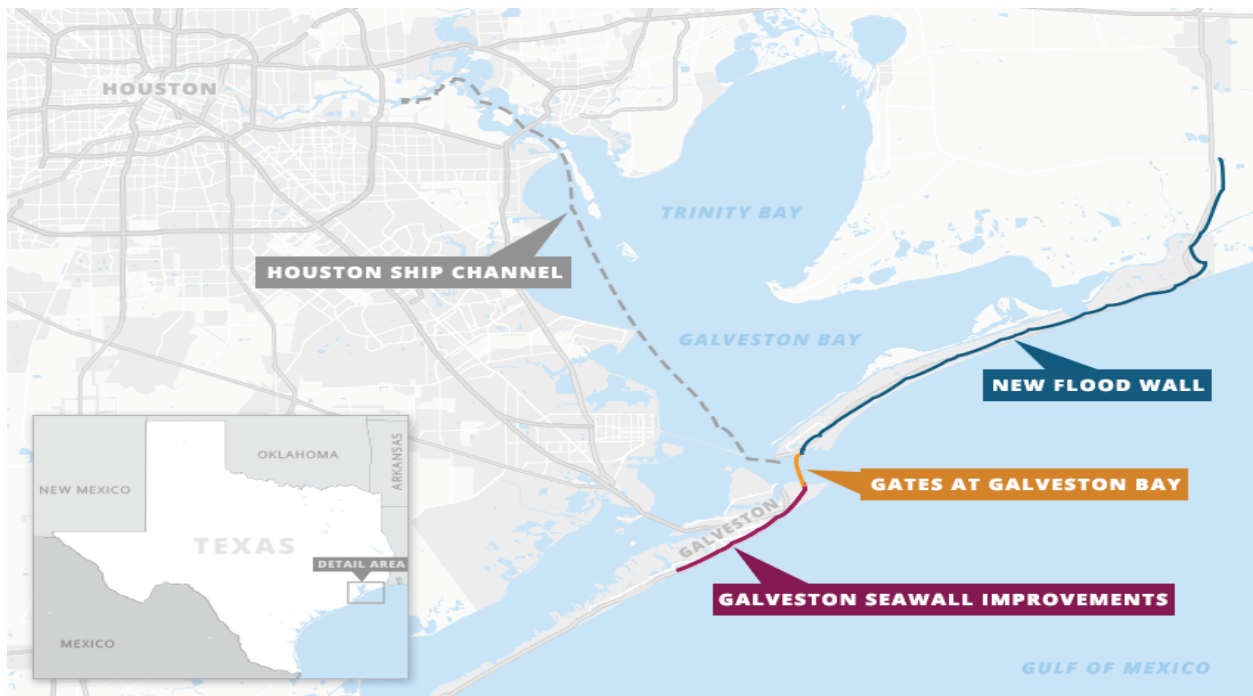 HOUSTON
TRINITY BAY
HOUSTON SHIP CHANNEL
GALVESTON BAY
NEW FLOOD WALL
GATES AT GALVESTON BAY
GALVESTON
GALVESTON SEAWALL IMPROVEMENTS
GULF OF MEXICO
OKLAHOMA
ARKANSAS
NEW MEXICO
TEXAS
DETAIL AREA
MEXICO